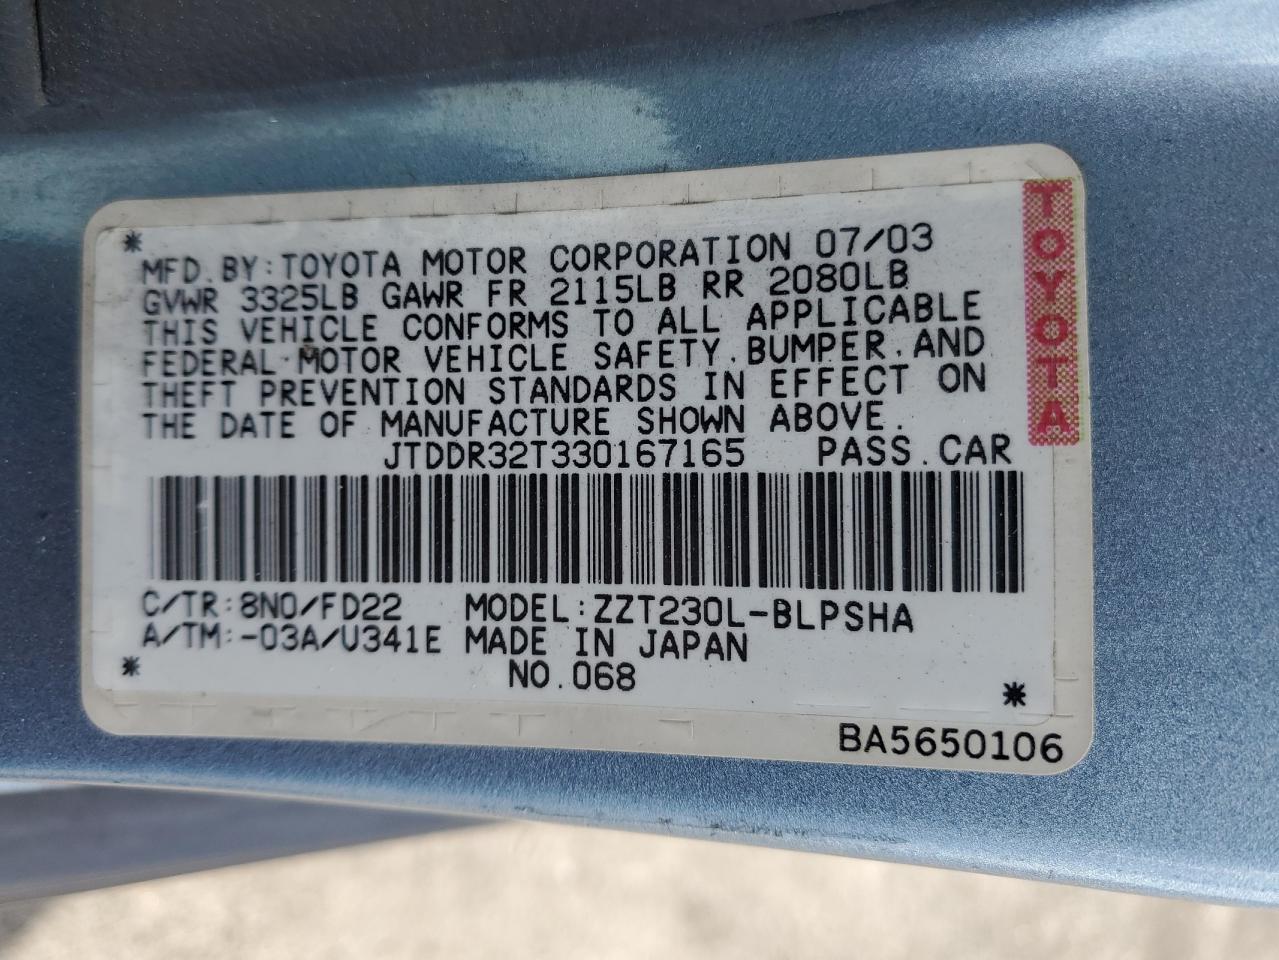 MFD. BY: TOYOTA MOTOR CORPORATION 07/03
GVWR 3325LB GAWR FR 2115LB RR 2080LB
THIS VEHICLE CONFORMS TO ALL APPLICABLE
FEDERAL MOTOR VEHICLE SAFETY, BUMPER, AND
THEFT PREVENTION STANDARDS IN EFFECT ON
THE DATE OF MANUFACTURE SHOWN ABOVE.
JTDDR32T330167165 PASS. CAR
C/TR:8N0/FD22 MODEL:ZZT230L-BLPSHA
A/TM:-03A/U341E MADE IN JAPAN
NO.068
BA5650106
TOYOTA